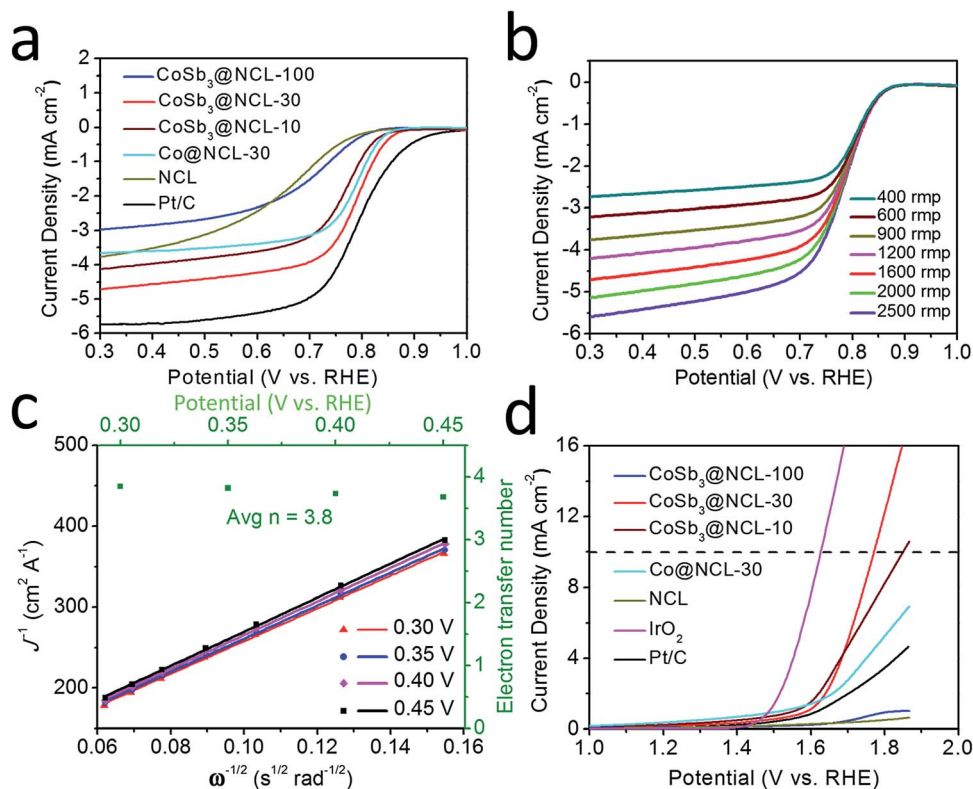 a
2
1
0
-1
-2
-3
-4
-5
-6
Current Density (mA cm⁻²)
CoSb₃@NCL-100
CoSb₃@NCL-30
CoSb₃@NCL-10
Co@NCL-30
NCL
Pt/C
0.3 0.4 0.5 0.6 0.7 0.8 0.9 1.0
Potential (V vs. RHE)
b
0
-1
-2
-3
-4
-5
-6
Current Density (mA cm⁻²)
400 rmp
600 rmp
900 rmp
1200 rmp
1600 rmp
2000 rmp
2500 rmp
0.3 0.4 0.5 0.6 0.7 0.8 0.9 1.0
Potential (V vs. RHE)
c
Potential (V vs. RHE)
0.30 0.35 0.40 0.45
500
400
300
200
J⁻¹ (cm² A⁻¹)
Avg n = 3.8
0.30 V
0.35 V
0.40 V
0.45 V
4
3
2
1
0
Electron transfer number
0.06 0.08 0.10 0.12 0.14 0.16
ω⁻¹/² (s¹/² rad⁻¹/²)
d
16
12
8
4
0
Current Density (mA cm⁻²)
CoSb₃@NCL-100
CoSb₃@NCL-30
CoSb₃@NCL-10
Co@NCL-30
NCL
IrO₂
Pt/C
1.0 1.2 1.4 1.6 1.8 2.0
Potential (V vs. RHE)